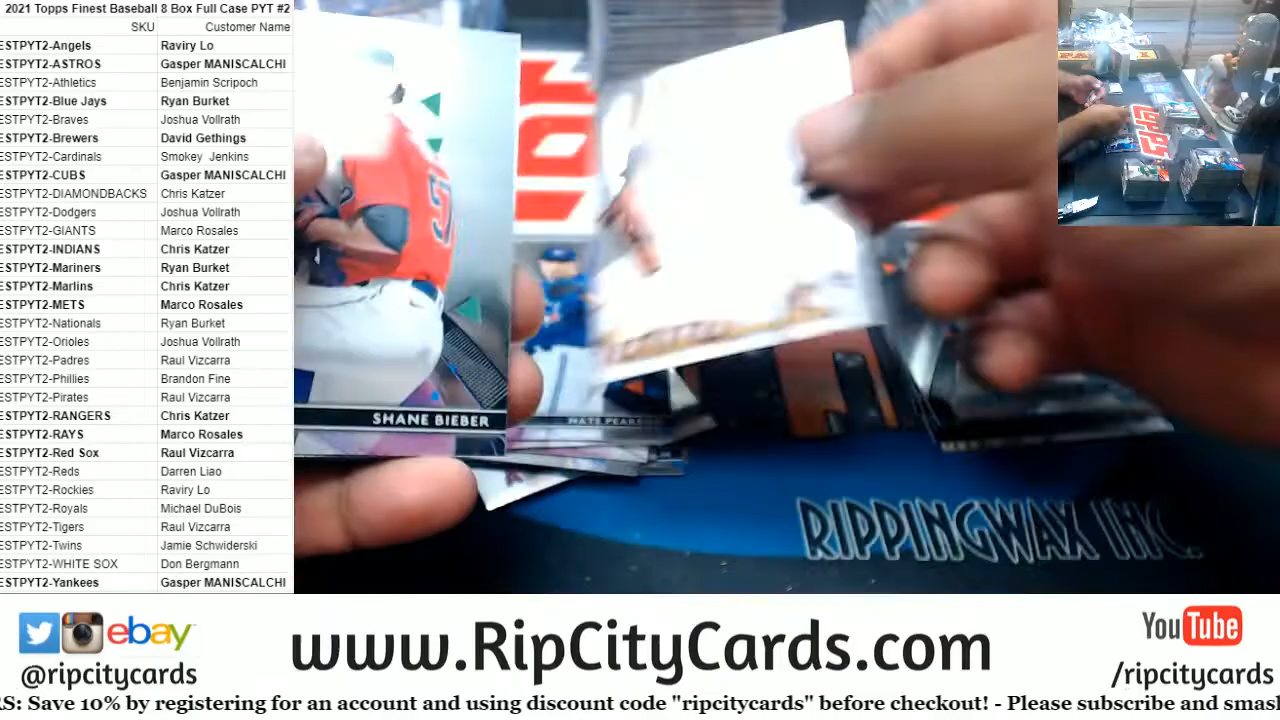 2021 Topps Finest Baseball 8 Box Full Case PYT #2
SKU Customer Name
ESTPYT2-Angels Raviry Lo
ESTPYT2-ASTROS Gasper MANISCALCHI
ESTPYT2-Athletics Benjamin Scripoch
ESTPYT2-Blue Jays Ryan Burket
ESTPYT2-Braves Joshua Vollrath
ESTPYT2-Brewers David Gethings
ESTPYT2-Cardinals Smokey Jenkins
ESTPYT2-CUBS Gasper MANISCALCHI
ESTPYT2-DIAMONDBACKS Chris Katzer
ESTPYT2-Dodgers Joshua Vollrath
ESTPYT2-GIANTS Marco Rosales
ESTPYT2-INDIANS Chris Katzer
ESTPYT2-Mariners Ryan Burket
ESTPYT2-Marlins Chris Katzer
ESTPYT2-METS Marco Rosales
ESTPYT2-Nationals Ryan Burket
ESTPYT2-Orioles Joshua Vollrath
ESTPYT2-Padres Raul Vizcarra
ESTPYT2-Phillies Brandon Fine
ESTPYT2-Pirates Raul Vizcarra
ESTPYT2-RANGERS Chris Katzer
ESTPYT2-RAYS Marco Rosales
ESTPYT2-Red Sox Raul Vizcarra
ESTPYT2-Reds Darren Liao
ESTPYT2-Rockies Raviry Lo
ESTPYT2-Royals Michael DuBois
ESTPYT2-Tigers Raul Vizcarra
ESTPYT2-Twins Jamie Schwiderski
ESTPYT2-WHITE SOX Don Bergmann
ESTPYT2-Yankees Gasper MANISCALCHI
SHANE BIEBER
NATE PEARS
TOPPS
RIPPINGWAX INC.
ebay
@ripcitycards
www.RipCityCards.com
YouTube
/ripcitycards
RS: Save 10% by registering for an account and using discount code "ripcitycards" before checkout! - Please subscribe and smas